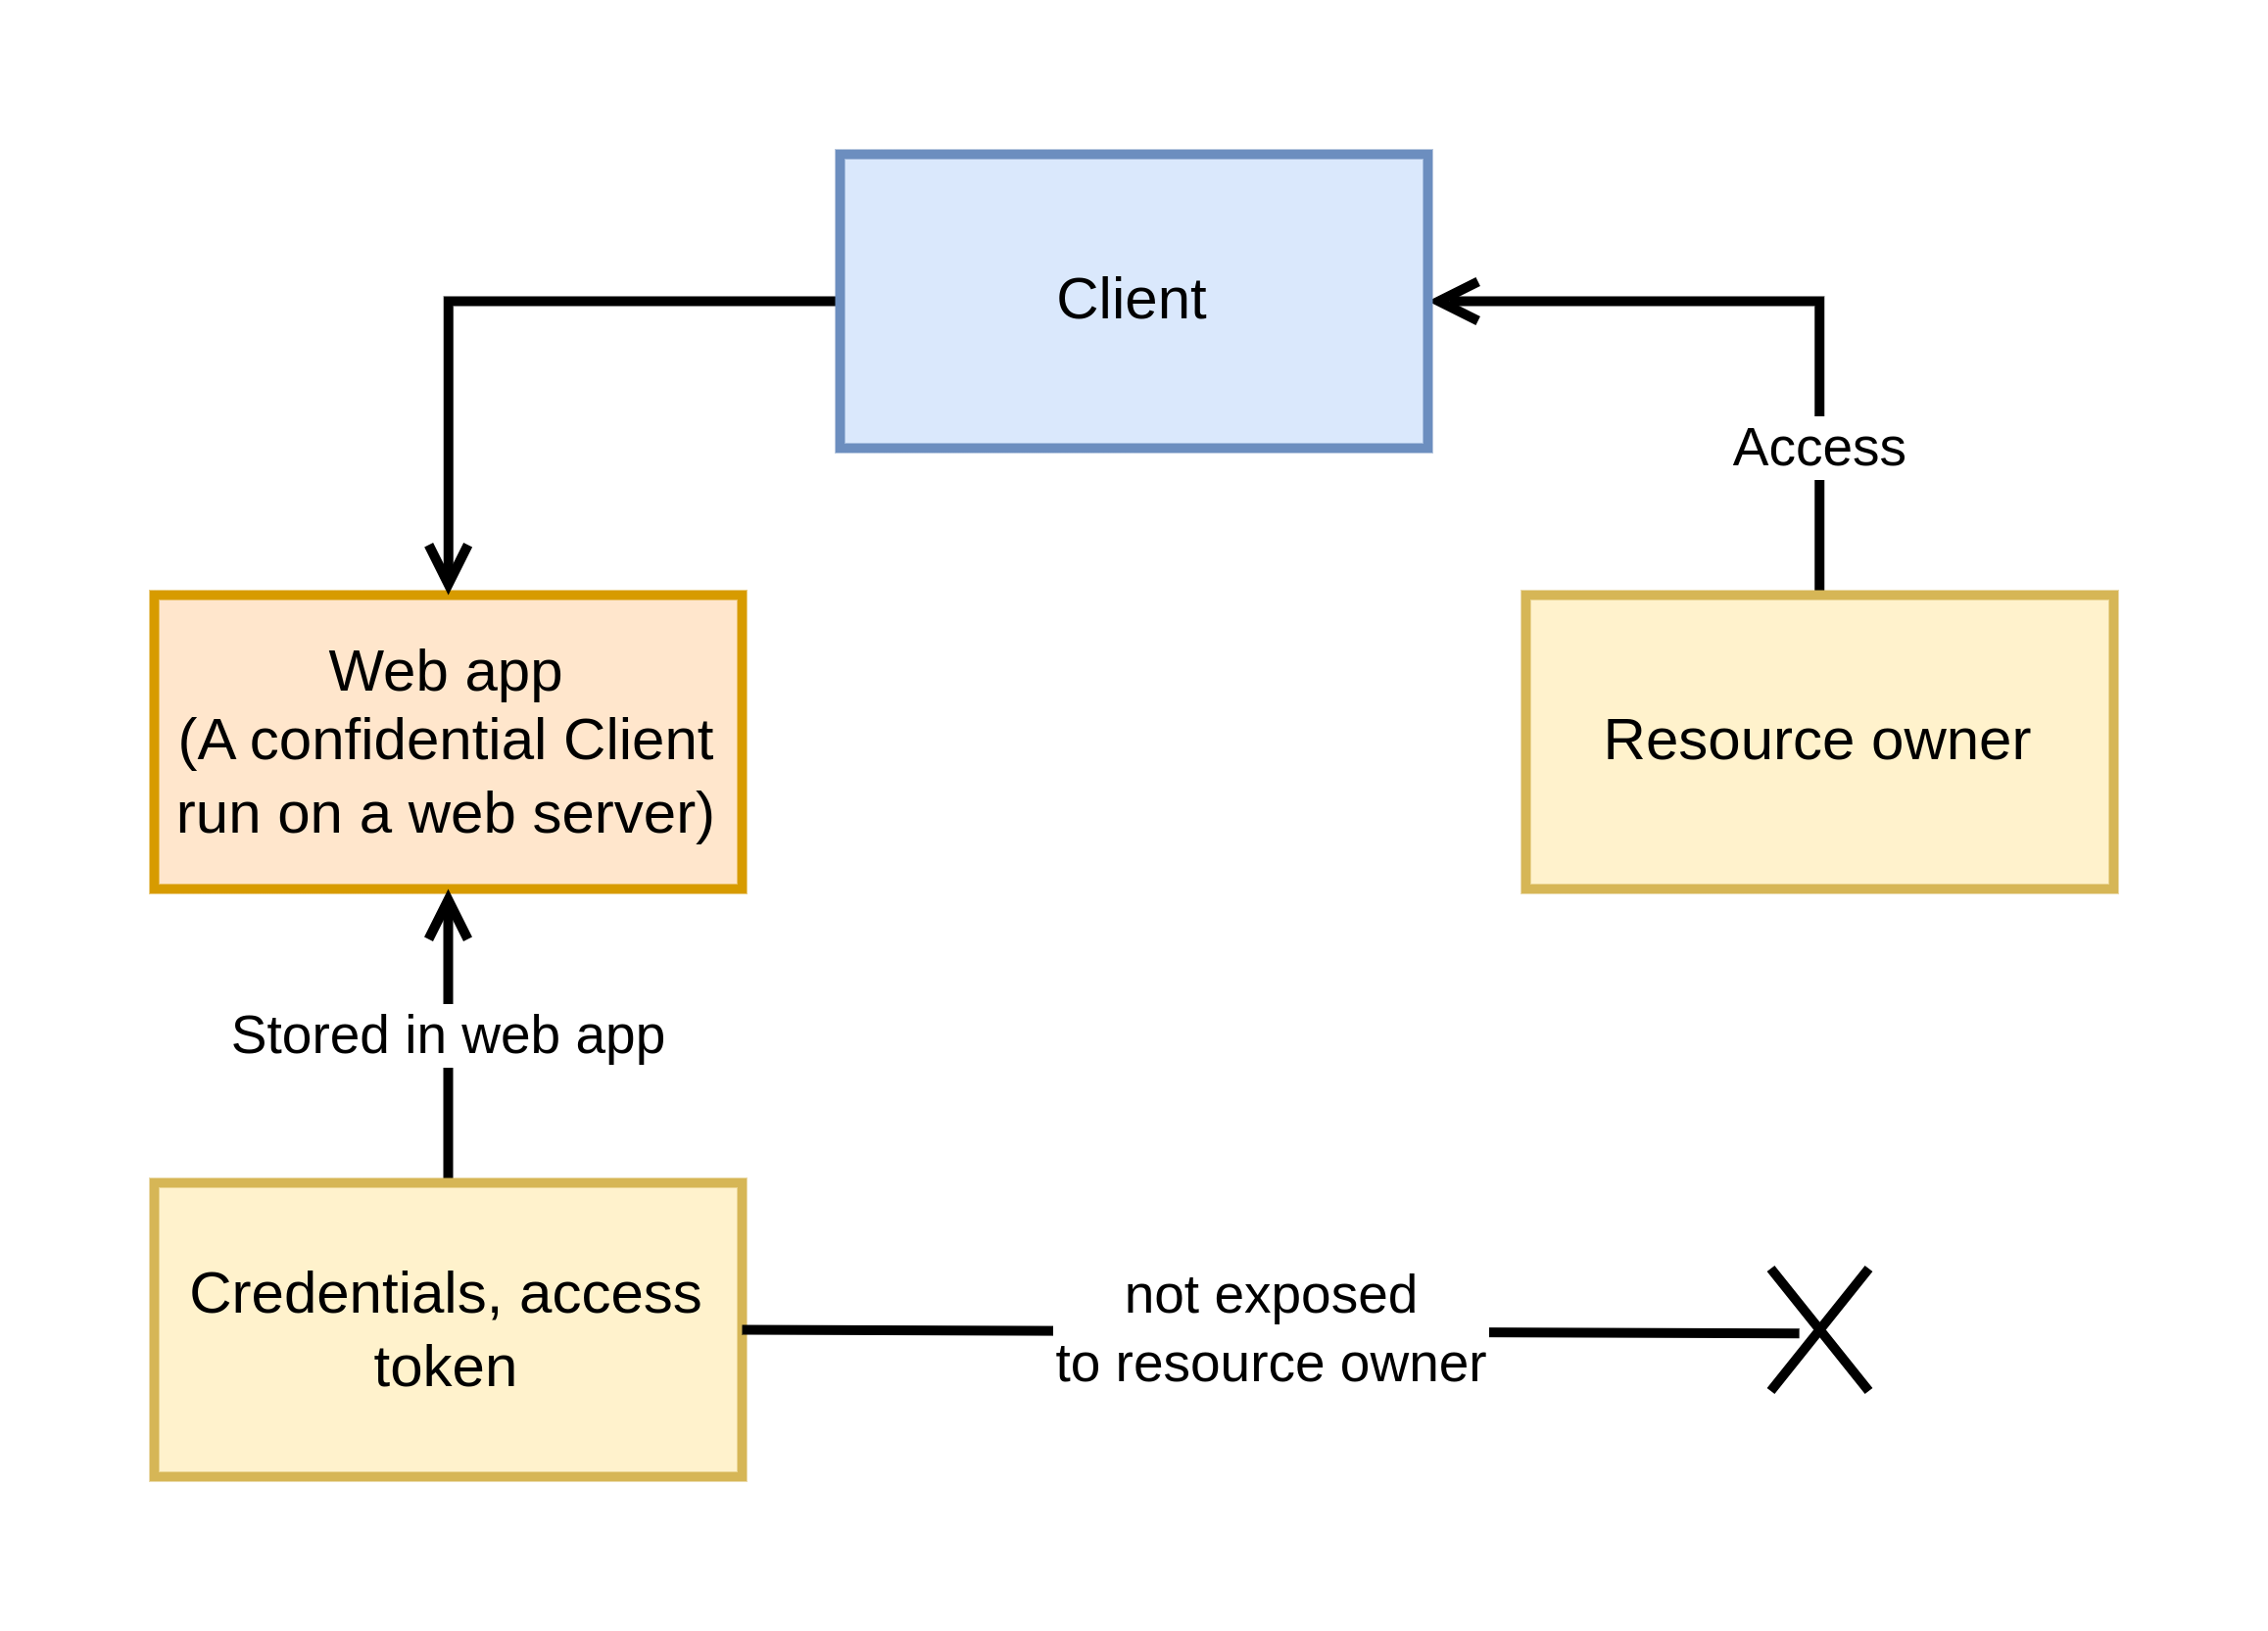 Client
Access
Web app
(A confidential Client
run on a web server)
Resource owner
Stored in web app
Credentials, access
token
not exposed
to resource owner